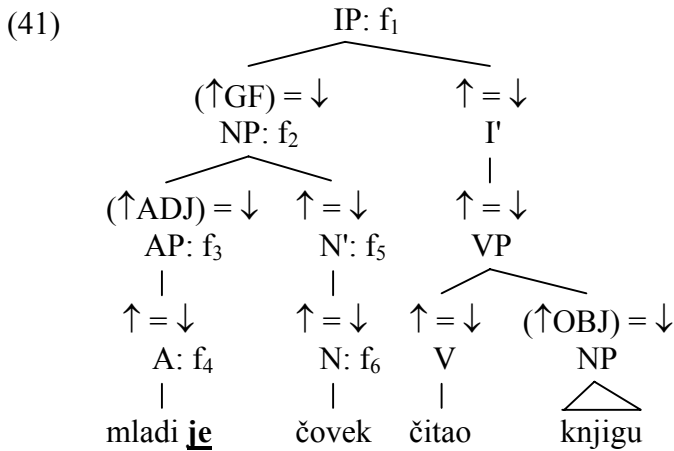 (41) IP: f₁
(↑GF) = ↓ ↑ = ↓
NP: f₂ I'
(↑ADJ) = ↓ ↑ = ↓ ↑ = ↓
AP: f₃ N': f₅ VP
↑ = ↓ ↑ = ↓ ↑ = ↓ (↑OBJ) = ↓
A: f₄ N: f₆ V NP
mladi je čovek čitao knjigu